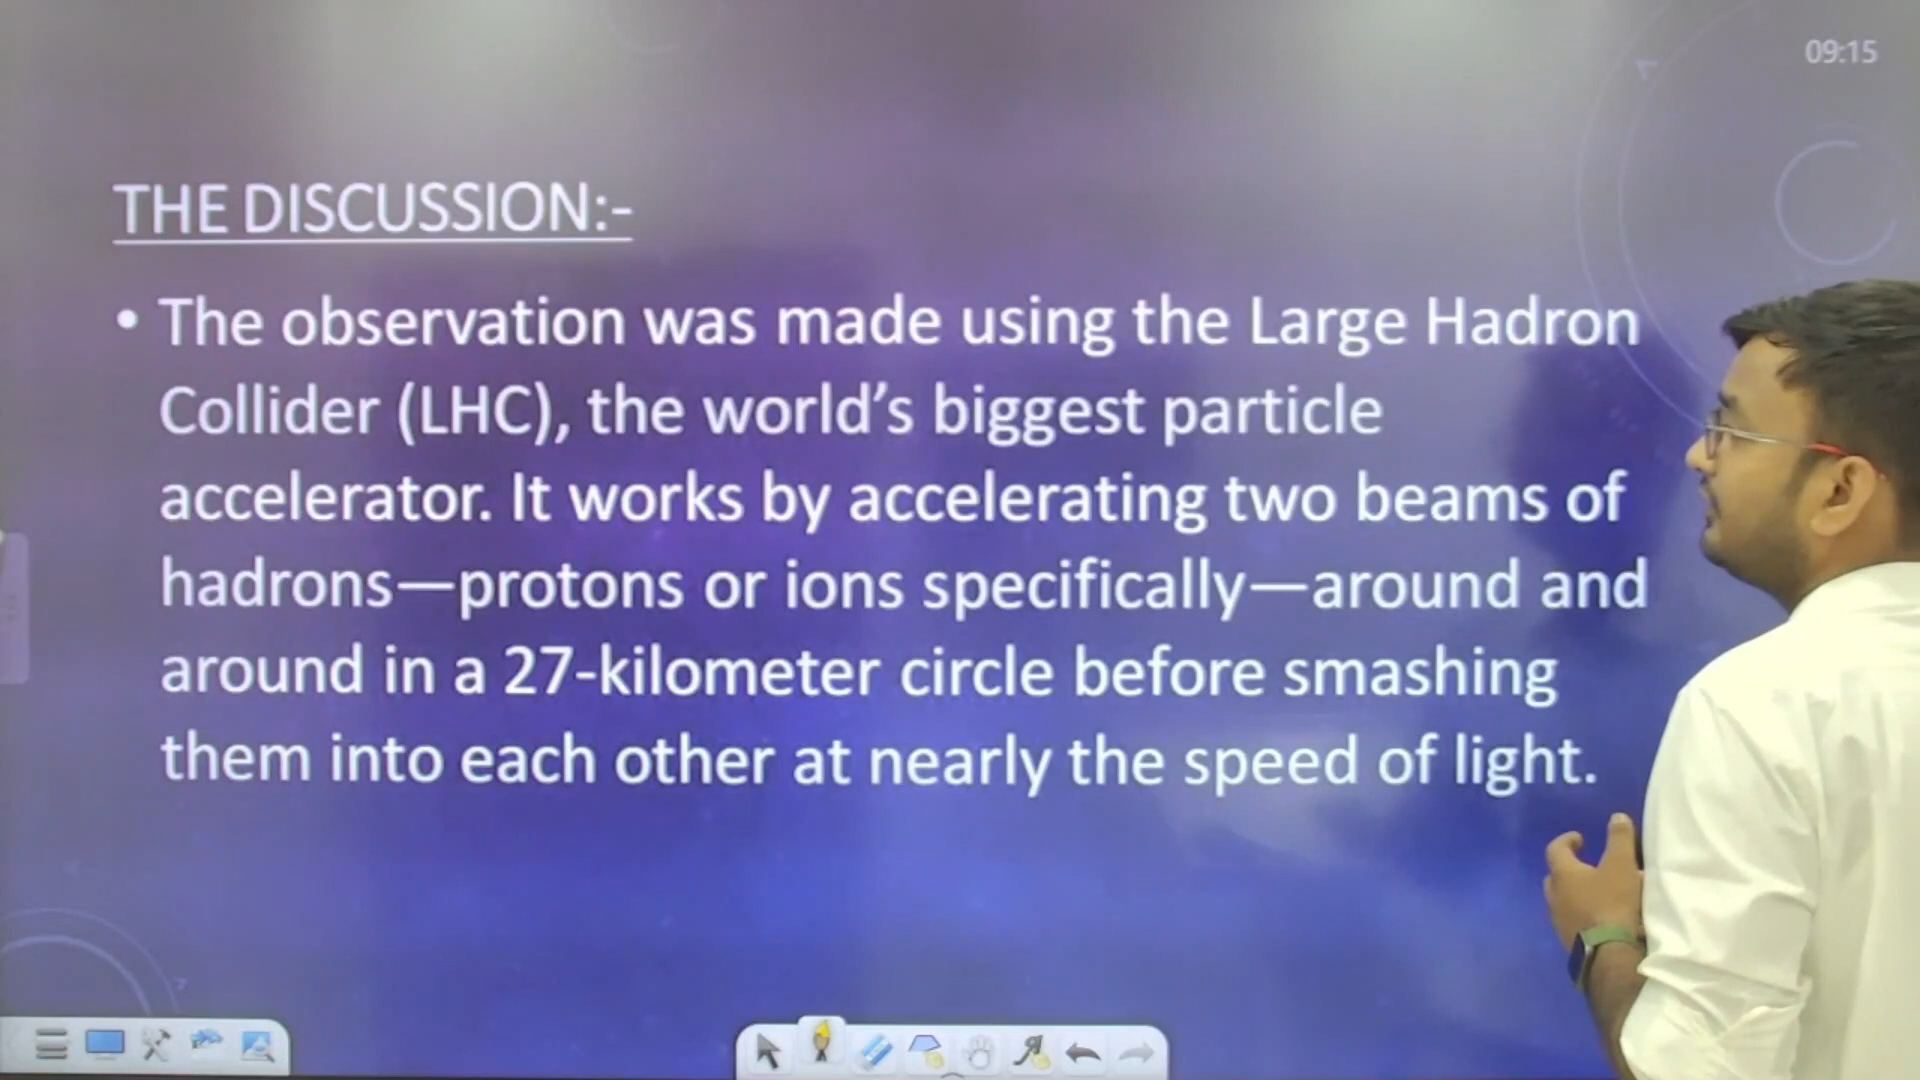 09:15
THE DISCUSSION:-
• The observation was made using the Large Hadron
Collider (LHC), the world’s biggest particle
accelerator. It works by accelerating two beams of
hadrons—protons or ions specifically—around and
around in a 27-kilometer circle before smashing
them into each other at nearly the speed of light.